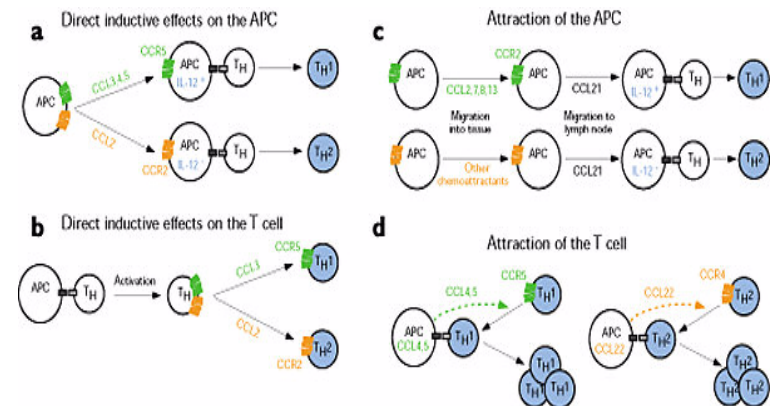 a
Direct inductive effects on the APC
APC
CCL3,4,5
CCL2
CCR5
APC
IL-12 +
TH
TH1
CCR2
APC
IL-12 -
TH
TH2
b
Direct inductive effects on the T cell
APC
TH
Activation
TH
CCL3
CCL2
CCR5
TH1
CCR2
TH2
c
Attraction of the APC
APC
CCL2,7,8,13
CCR2
APC
CCL21
APC
IL-12 +
TH
TH1
Migration
into tissue
Migration to
lymph node
APC
Other
chemoattractants
APC
CCL21
APC
IL-12 -
TH
TH2
d
Attraction of the T cell
CCL4,5
CCR5
TH1
APC
CCL4,5
TH1
TH1
TH1
TH1
CCL22
CCR4
TH2
APC
CCL22
TH2
TH2
TH2
TH2